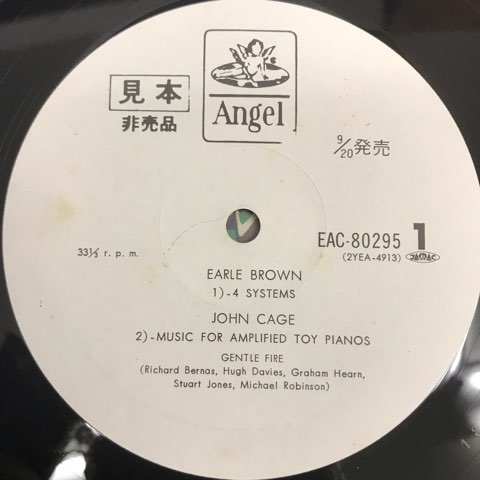 見本
非売品
Angel
9/20発売
33⅓ r. p. m.
EAC-80295 1
(2YEA-4913)
EARLE BROWN
1)-4 SYSTEMS
JOHN CAGE
2)-MUSIC FOR AMPLIFIED TOY PIANOS
GENTLE FIRE
(Richard Bernas, Hugh Davies, Graham Hearn,
Stuart Jones, Michael Robinson)